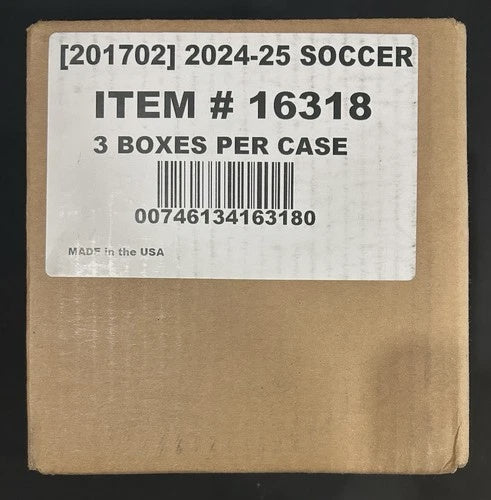 [201702] 2024-25 SOCCER
ITEM # 16318
3 BOXES PER CASE
00746134163180
MADE in the USA